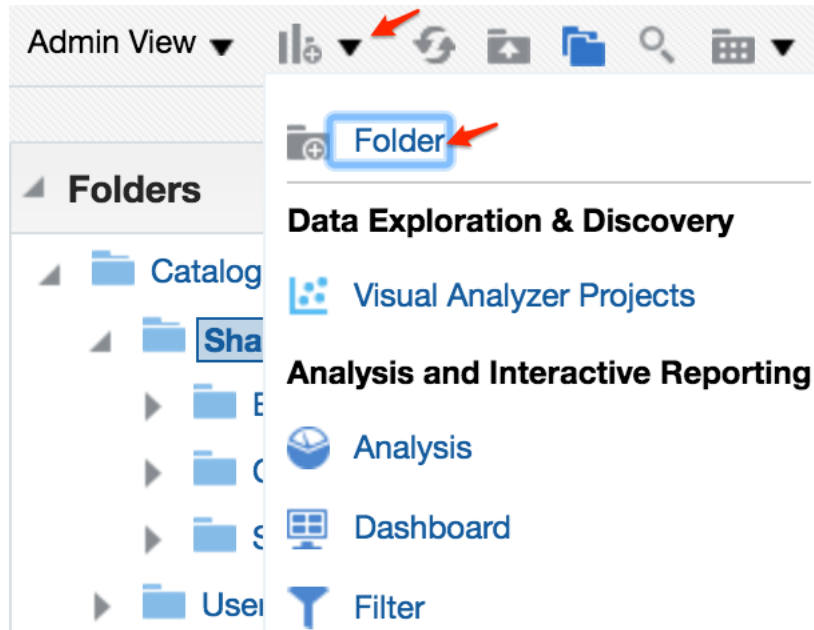 Admin View
Folder
Folders
Data Exploration & Discovery
Catalog
Visual Analyzer Projects
Sha
Analysis and Interactive Reporting
E
Analysis
Dashboard
S
User
Filter